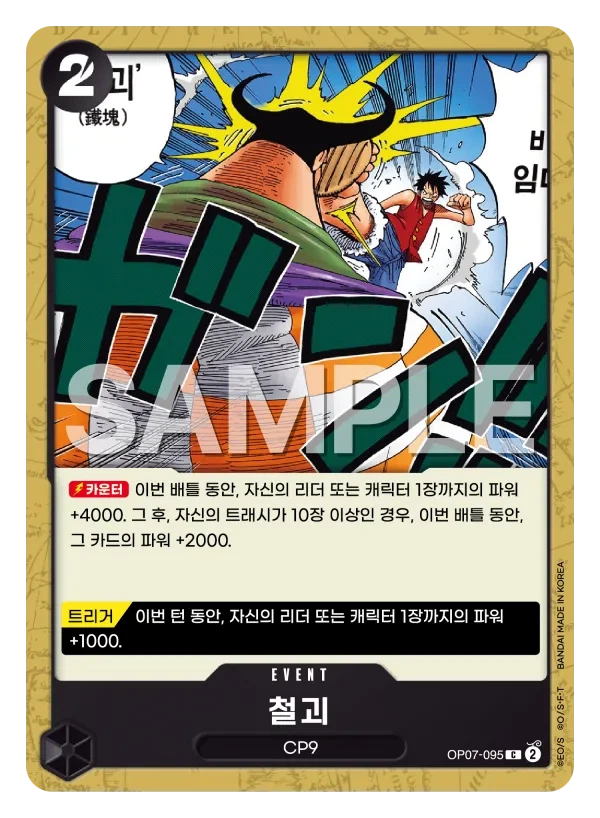 2
괴’
(鐵塊)
비
임
ガ
SAMPLE
카운터 이번 배틀 동안, 자신의 리더 또는 캐릭터 1장까지의 파워
+4000. 그 후, 자신의 트래시가 10장 이상인 경우, 이번 배틀 동안,
그 카드의 파워 +2000.
트리거 이번 턴 동안, 자신의 리더 또는 캐릭터 1장까지의 파워
+1000.
EVENT
철괴
CP9
OP07-095 C 2
©EO/S ©O/S·F·T BANDAI MADE IN KOREA